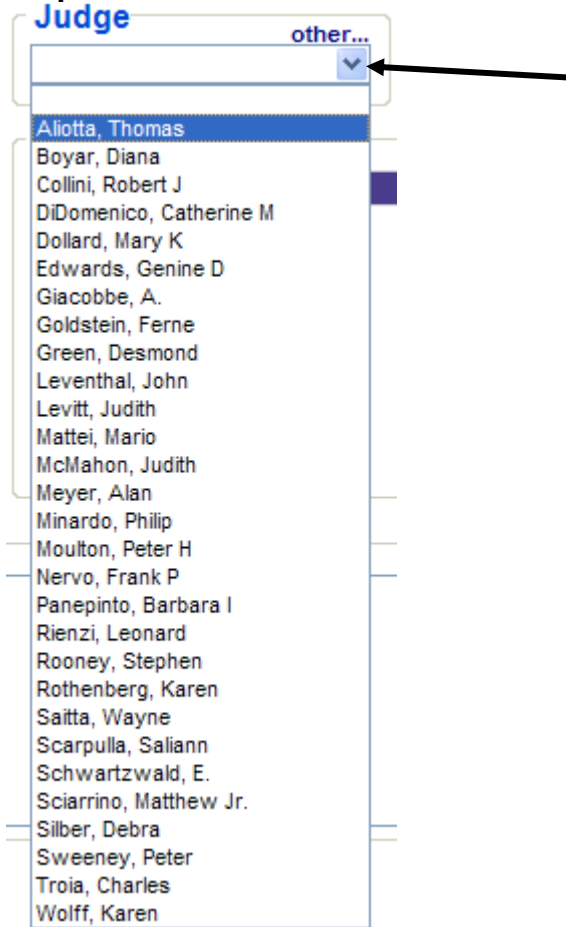 Judge
other...
Aliotta, Thomas
Boyar, Diana
Collini, Robert J
DiDomenico, Catherine M
Dollard, Mary K
Edwards, Genine D
Giacobbe, A.
Goldstein, Ferne
Green, Desmond
Leventhal, John
Levitt, Judith
Mattei, Mario
McMahon, Judith
Meyer, Alan
Minardo, Philip
Moulton, Peter H
Nervo, Frank P
Panepinto, Barbara I
Rienzi, Leonard
Rooney, Stephen
Rothenberg, Karen
Saitta, Wayne
Scarpulla, Saliann
Schwartzwald, E.
Sciarrino, Matthew Jr.
Silber, Debra
Sweeney, Peter
Troia, Charles
Wolff, Karen